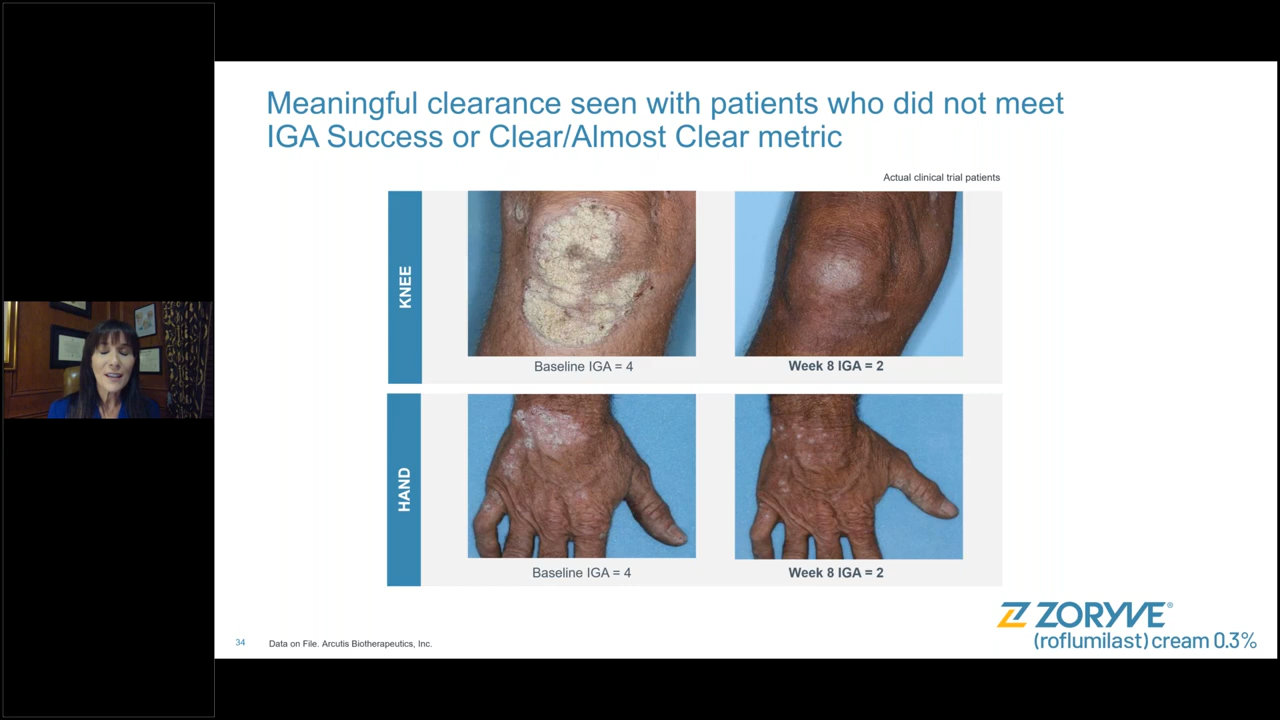 Meaningful clearance seen with patients who did not meet
IGA Success or Clear/Almost Clear metric
Actual clinical trial patients
KNEE
Baseline IGA = 4
Week 8 IGA = 2
HAND
Baseline IGA = 4
Week 8 IGA = 2
34
Data on File. Arcutis Biotherapeutics, Inc.
ZORYVE®
(roflumilast) cream 0.3%